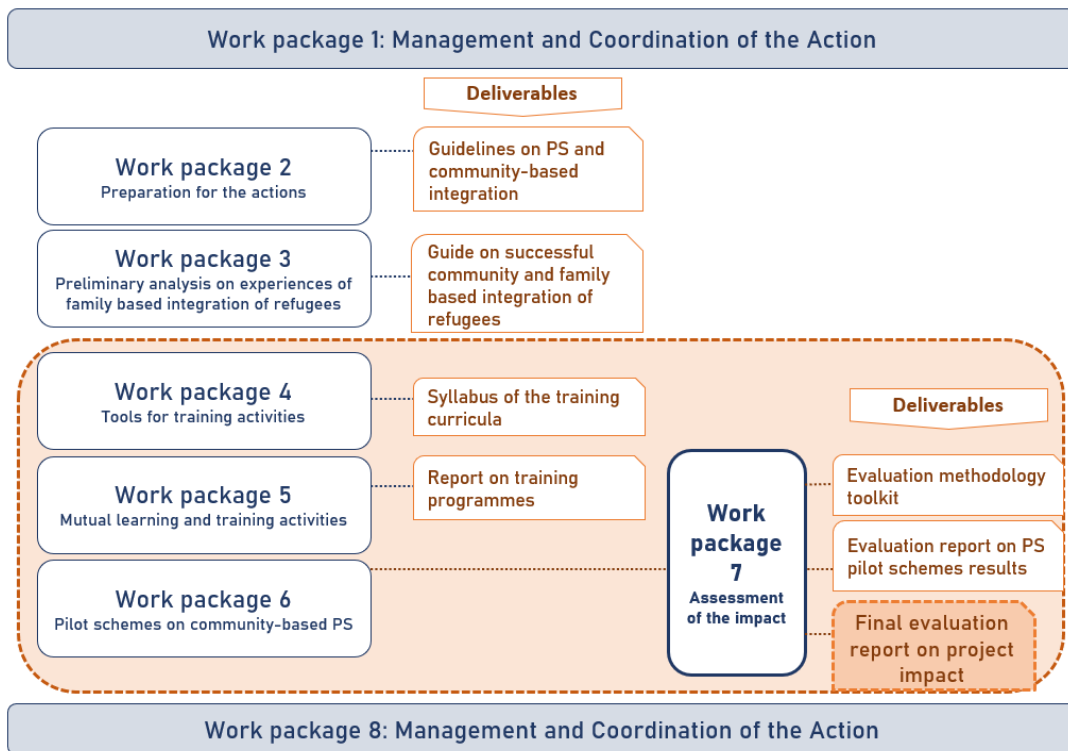 Work package 1: Management and Coordination of the Action
Deliverables
Work package 2
Preparation for the actions
Guidelines on PS and
community-based
integration
Work package 3
Preliminary analysis on experiences of
family based integration of refugees
Guide on successful
community and family
based integration of
refugees
Work package 4
Tools for training activities
Syllabus of the training
curricula
Work package 5
Mutual learning and training activities
Report on training
programmes
Work package 6
Pilot schemes on community-based PS
Work
package
7
Assessment
of the impact
Deliverables
Evaluation methodology
toolkit
Evaluation report on PS
pilot schemes results
Final evaluation
report on project
impact
Work package 8: Management and Coordination of the Action